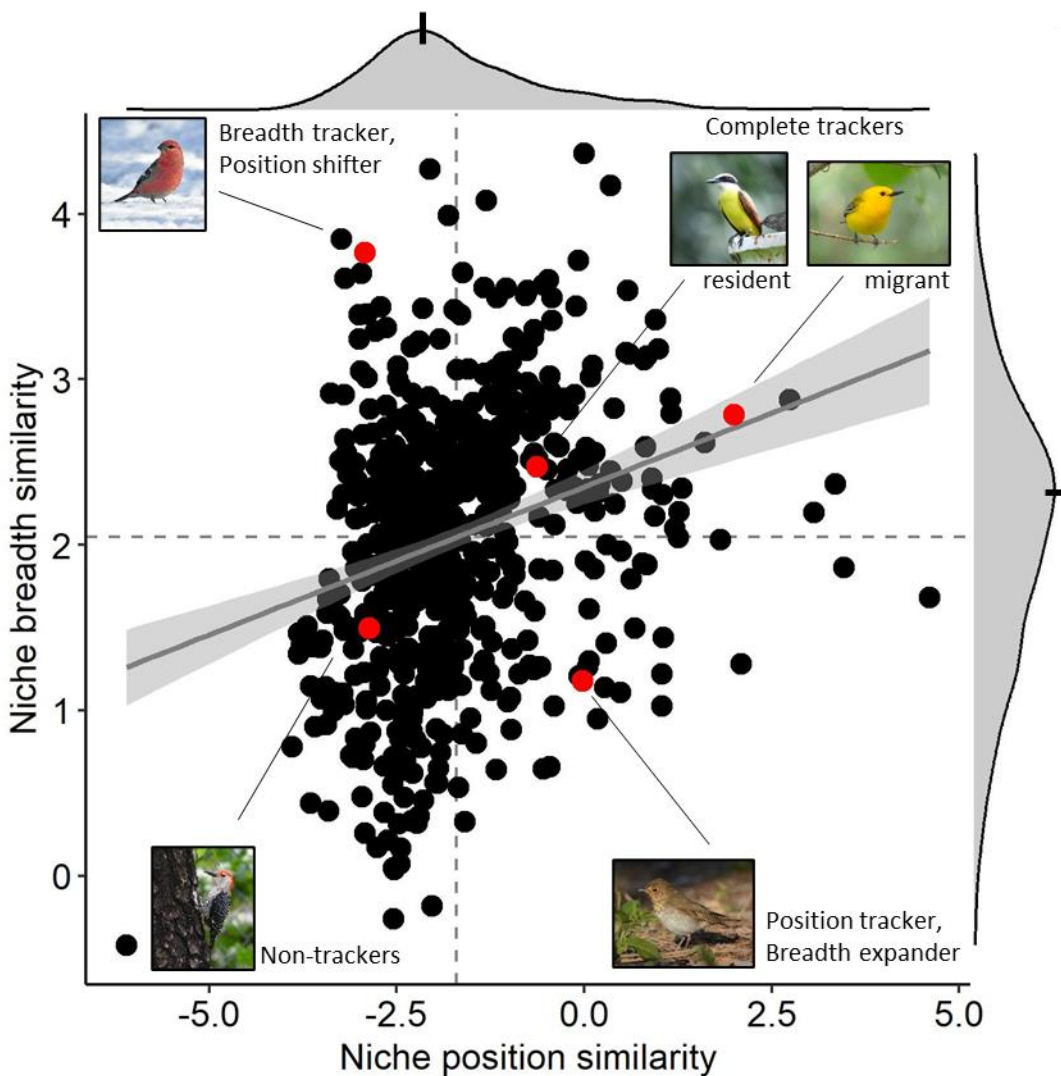 Breadth tracker,
Position shifter
Complete trackers
resident
migrant
4
3
2
1
0
Niche breadth similarity
Non-trackers
Position tracker,
Breadth expander
-5.0
-2.5
0.0
2.5
5.0
Niche position similarity